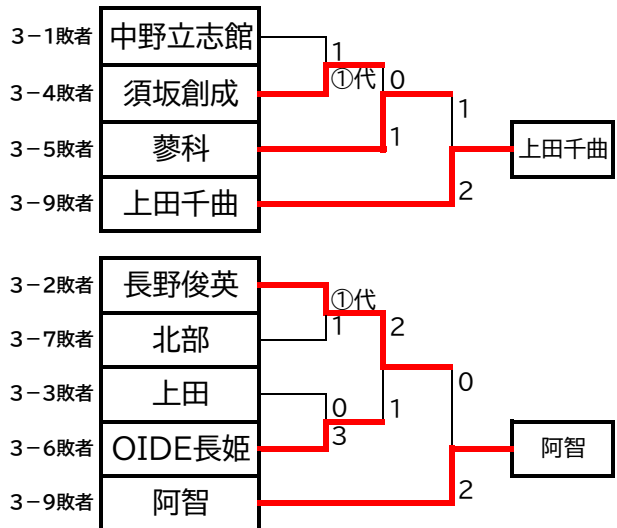 3-1敗者 中野立志館
1
3-4敗者 須坂創成
①代 0
1
3-5敗者 蓼科
1
上田千曲
3-9敗者 上田千曲
2
3-2敗者 長野俊英
①代
3-7敗者 北部
1 2
3-3敗者 上田
0 1
0
3-6敗者 OIDE長姫
3
阿智
3-9敗者 阿智
2